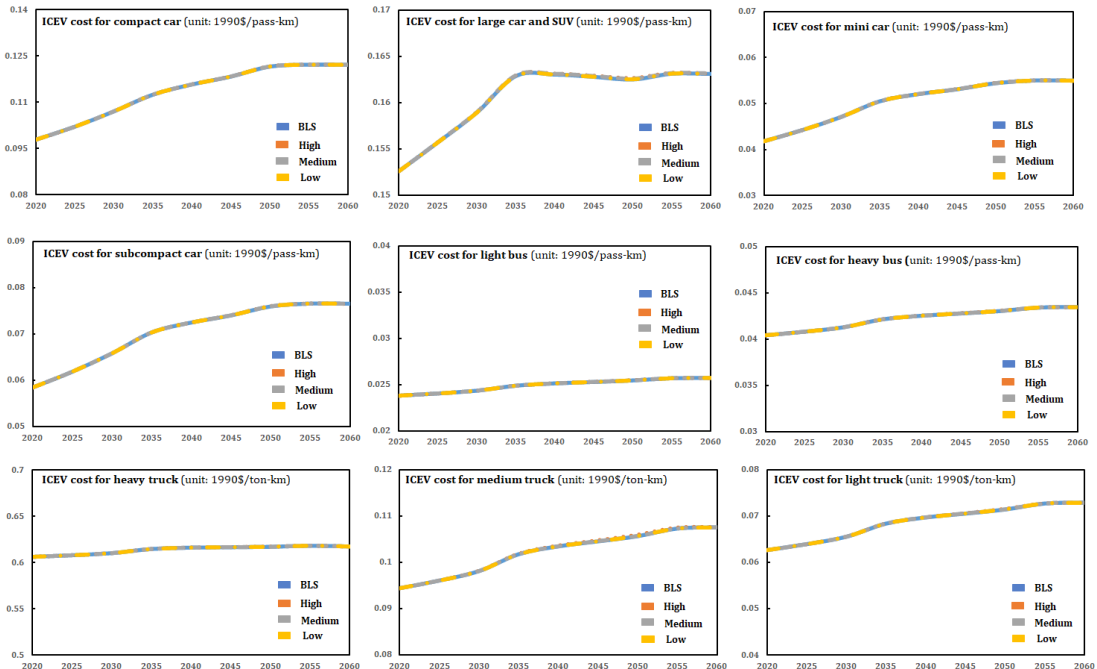 ICEV cost for compact car (unit: 1990$/pass-km)
0.14
0.125
0.11
0.095
0.08
BLS
High
Medium
Low
2020 2025 2030 2035 2040 2045 2050 2055 2060
ICEV cost for large car and SUV (unit: 1990$/pass-km)
0.17
0.165
0.16
0.155
0.15
BLS
High
Medium
Low
2020 2025 2030 2035 2040 2045 2050 2055 2060
ICEV cost for mini car (unit: 1990$/pass-km)
0.07
0.06
0.05
0.04
0.03
BLS
High
Medium
Low
2020 2025 2030 2035 2040 2045 2050 2055 2060
ICEV cost for subcompact car (unit: 1990$/pass-km)
0.09
0.08
0.07
0.06
0.05
BLS
High
Medium
Low
2020 2025 2030 2035 2040 2045 2050 2055 2060
ICEV cost for light bus (unit: 1990$/pass-km)
0.04
0.035
0.03
0.025
0.02
BLS
High
Medium
Low
2020 2025 2030 2035 2040 2045 2050 2055 2060
ICEV cost for heavy bus (unit: 1990$/pass-km)
0.05
0.045
0.04
0.035
0.03
BLS
High
Medium
Low
2020 2025 2030 2035 2040 2045 2050 2055 2060
ICEV cost for heavy truck (unit: 1990$/ton-km)
0.7
0.65
0.6
0.55
0.5
BLS
High
Medium
Low
2020 2025 2030 2035 2040 2045 2050 2055 2060
ICEV cost for medium truck (unit: 1990$/ton-km)
0.12
0.11
0.1
0.09
0.08
BLS
High
Medium
Low
2020 2025 2030 2035 2040 2045 2050 2055 2060
ICEV cost for light truck (unit: 1990$/ton-km)
0.08
0.07
0.06
0.05
0.04
BLS
High
Medium
Low
2020 2025 2030 2035 2040 2045 2050 2055 2060